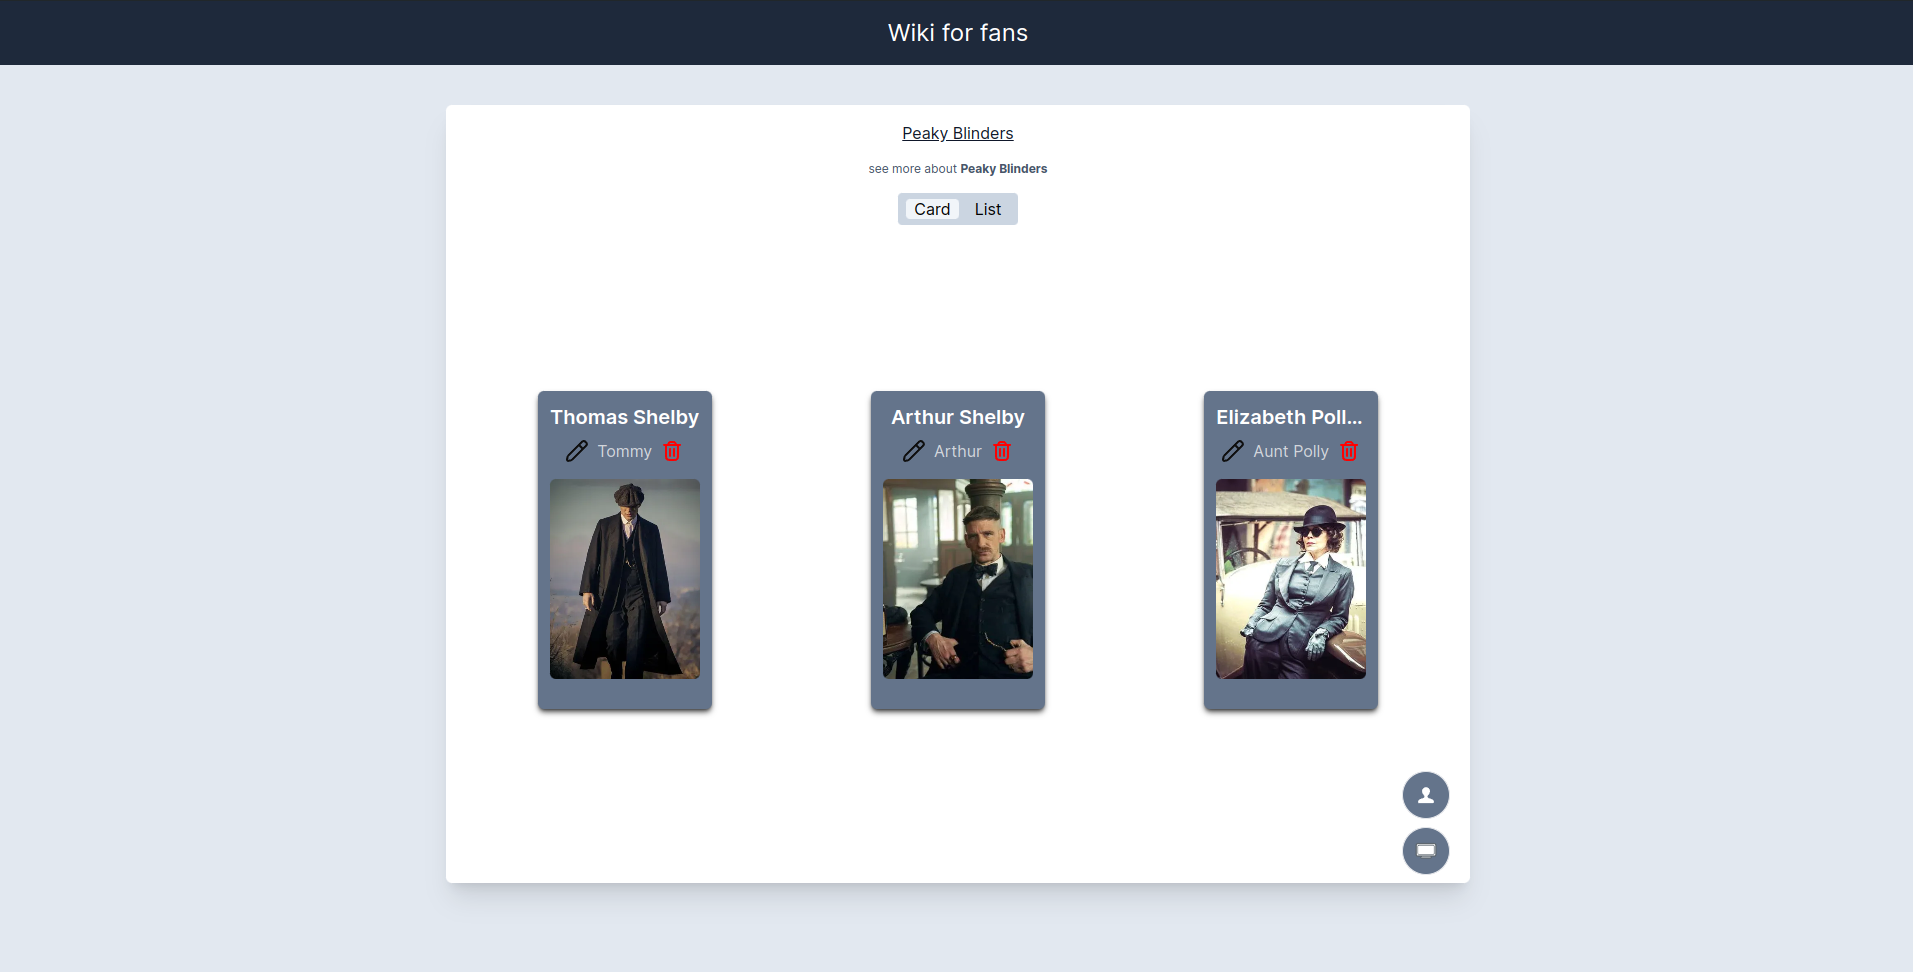 Wiki for fans
Peaky Blinders
see more about Peaky Blinders
Card List
Thomas Shelby
Tommy
Arthur Shelby
Arthur
Elizabeth Poll...
Aunt Polly